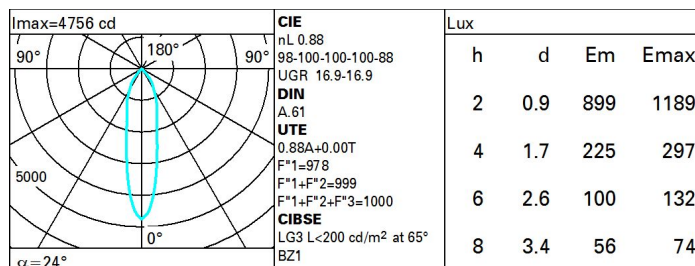 Imax=4756 cd
90° 180° 90°
5000
0°
α=24°
CIE
nL 0.88
98-100-100-100-88
UGR 16.9-16.9
DIN
A.61
UTE
0.88A+0.00T
F"1=978
F"1+F"2=999
F"1+F"2+F"3=1000
CIBSE
LG3 L<200 cd/m² at 65°
BZ1
Lux
h d Em Emax
2 0.9 899 1189
4 1.7 225 297
6 2.6 100 132
8 3.4 56 74